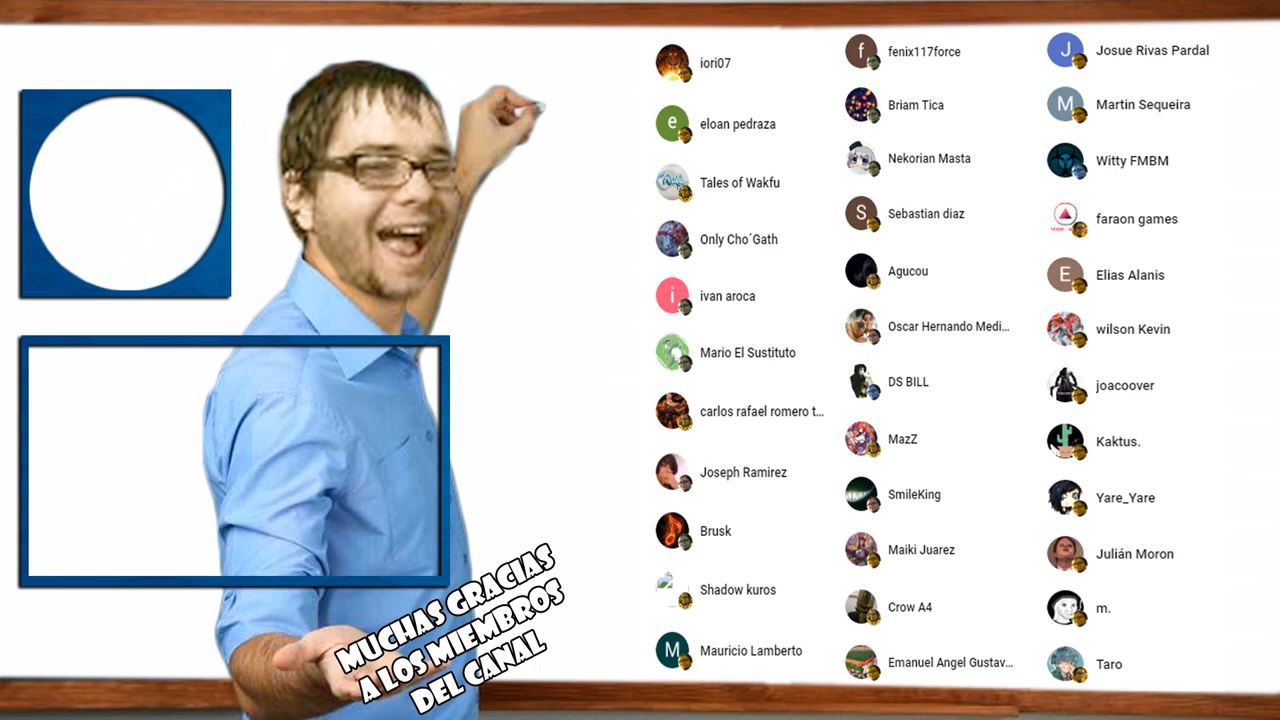 iori07
eloan pedraza
Tales of Wakfu
Only Cho´Gath
ivan aroca
Mario El Sustituto
carlos rafael romero t...
Joseph Ramirez
Brusk
Shadow kuros
Mauricio Lamberto
fenix117force
Briam Tica
Nekorian Masta
Sebastian diaz
Agucou
Oscar Hernando Medi...
DS BILL
MazZ
SmileKing
Maiki Juarez
Crow A4
Emanuel Angel Gustav...
Josue Rivas Pardal
Martin Sequeira
Witty FMBM
faraon games
Elias Alanis
wilson Kevin
joacoover
Kaktus.
Yare_Yare
Julián Moron
m.
Taro
e
i
M
f
S
J
M
E
MUCHAS GRACIAS
A LOS MIEMBROS
DEL CANAL